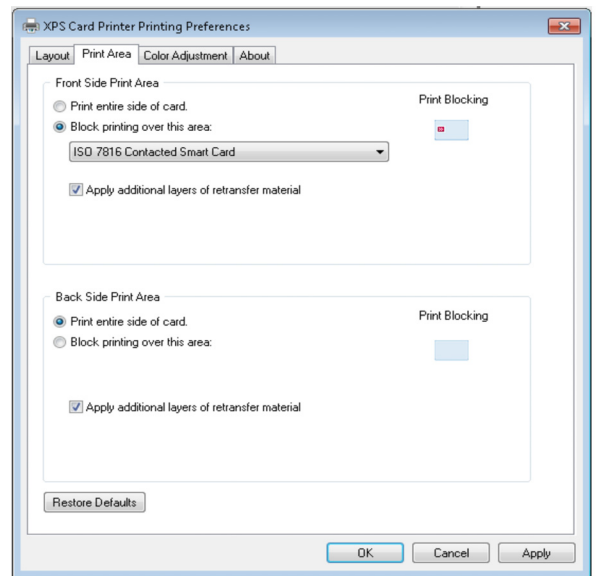 XPS Card Printer Printing Preferences
Layout Print Area Color Adjustment About
Front Side Print Area
Print entire side of card.
Print Blocking
Block printing over this area:
ISO 7816 Contacted Smart Card
Apply additional layers of retransfer material
Back Side Print Area
Print entire side of card.
Print Blocking
Block printing over this area:
Apply additional layers of retransfer material
Restore Defaults
OK Cancel Apply